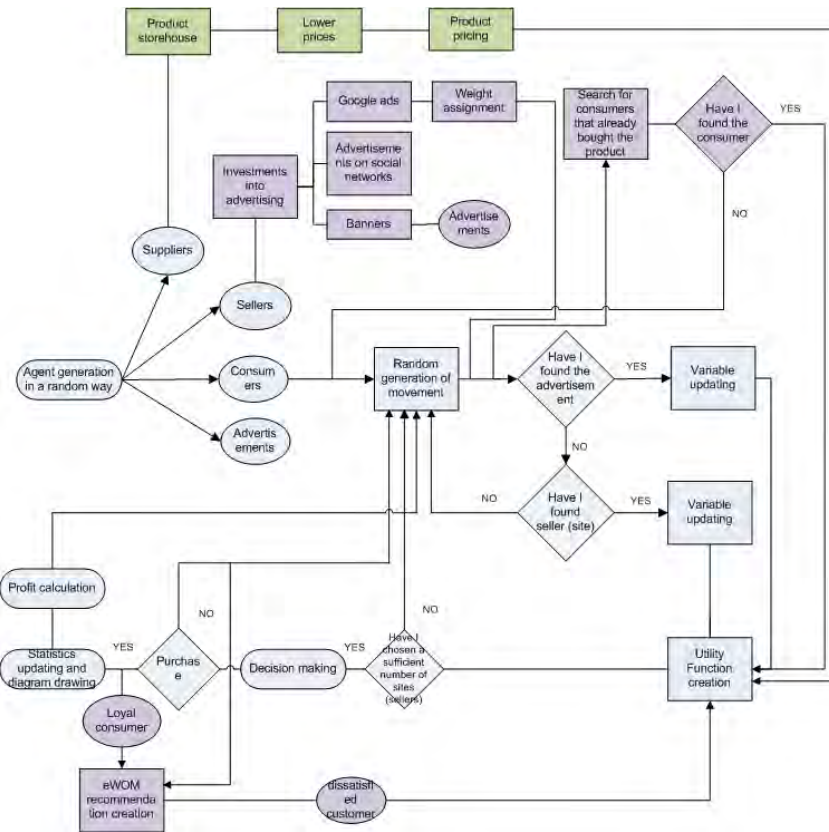 Product
storehouse
Lower
prices
Product
pricing
Google ads
Weight
assignment
Search for
consumers
that already
bought the
product
Have I
found the
consumer
YES
Advertiseme
nts on social
networks
Investments
into
advertising
Banners
Advertise
ments
NO
Suppliers
Sellers
Agent generation
in a random way
Consum
ers
Random
generation of
movement
Have I
found the
advertisem
ent
YES
Variable
updating
Advertis
ements
NO
NO
Have I
found
seller (site)
YES
Variable
updating
Profit calculation
NO
NO
Statistics
updating and
diagram drawing
YES
Purchas
e
Decision making
YES
Have I
chosen a
sufficient
number of
sites
(sellers)
Utility
Function
creation
Loyal
consumer
eWOM
recommenda
tion creation
dissatisfi
ed
customer